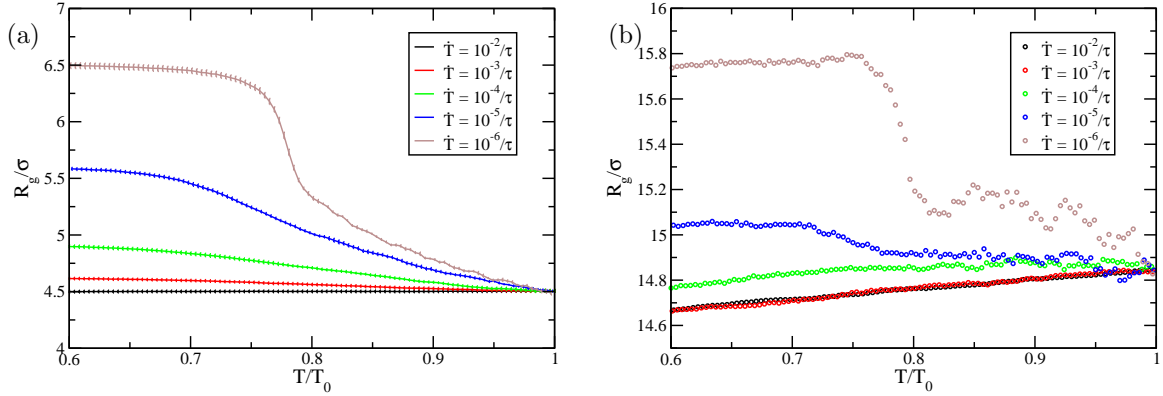 (a)
7
6.5
6
5.5
5
4.5
4
R_g/σ
0.6
0.7
0.8
0.9
1
T/T_0
Ṫ = 10^-2/τ
Ṫ = 10^-3/τ
Ṫ = 10^-4/τ
Ṫ = 10^-5/τ
Ṫ = 10^-6/τ
(b)
15.8
15.6
15.4
15.2
15
14.8
14.6
R_g/σ
0.6
0.7
0.8
0.9
1
T/T_0
Ṫ = 10^-2/τ
Ṫ = 10^-3/τ
Ṫ = 10^-4/τ
Ṫ = 10^-5/τ
Ṫ = 10^-6/τ